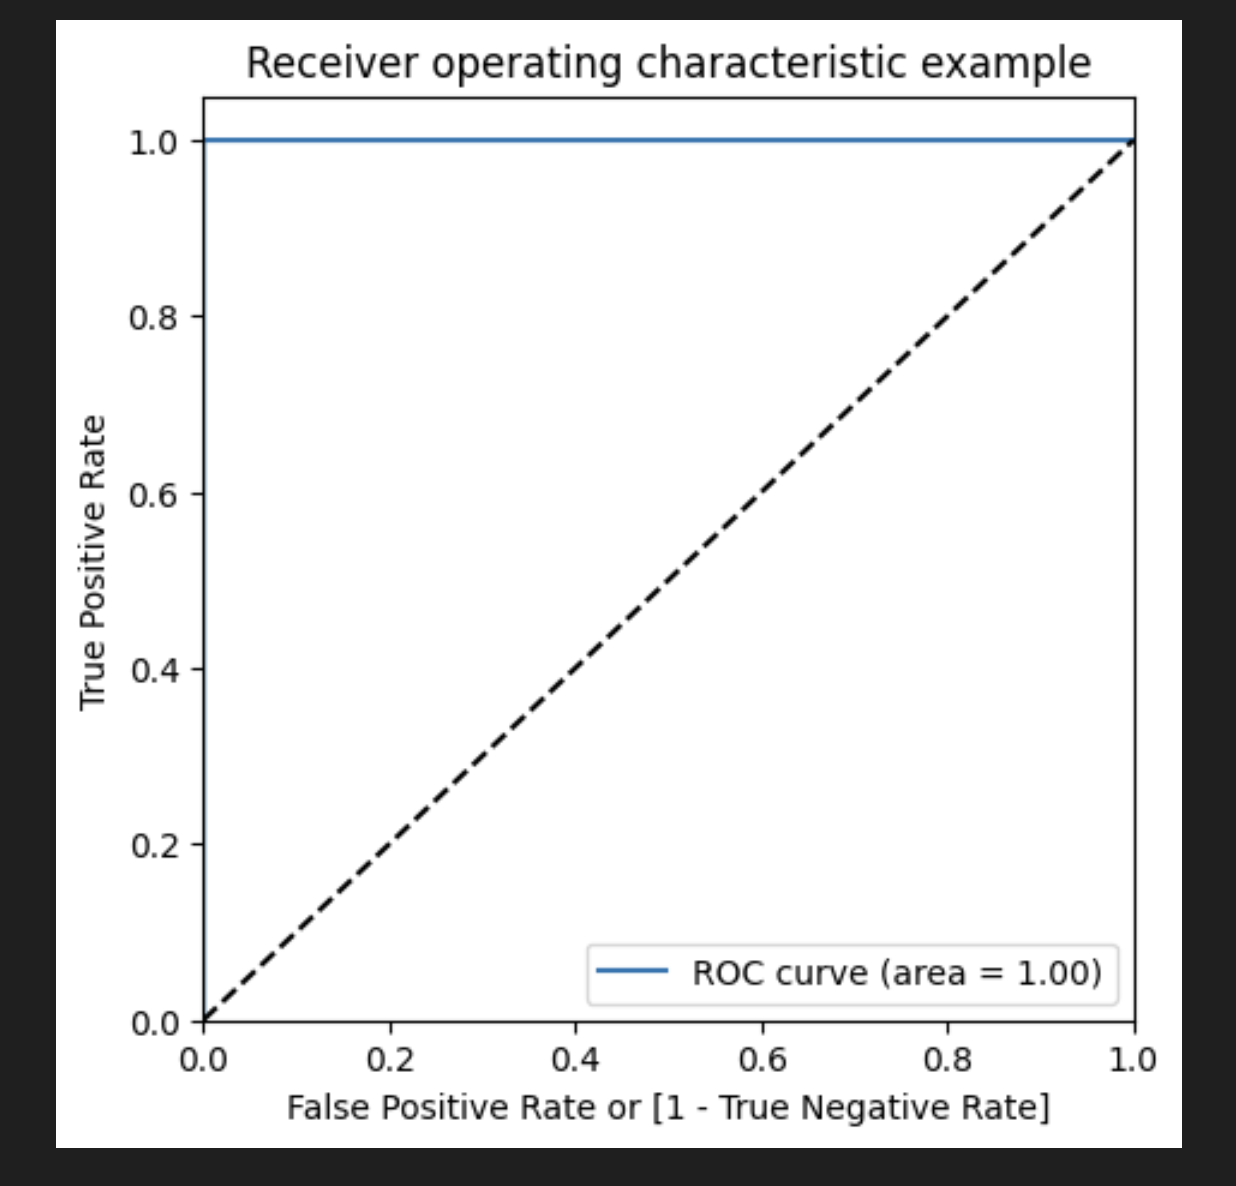 Receiver operating characteristic example
1.0
0.8
0.6
0.4
0.2
0.0
True Positive Rate
ROC curve (area = 1.00)
0.0 0.2 0.4 0.6 0.8 1.0
False Positive Rate or [1 - True Negative Rate]